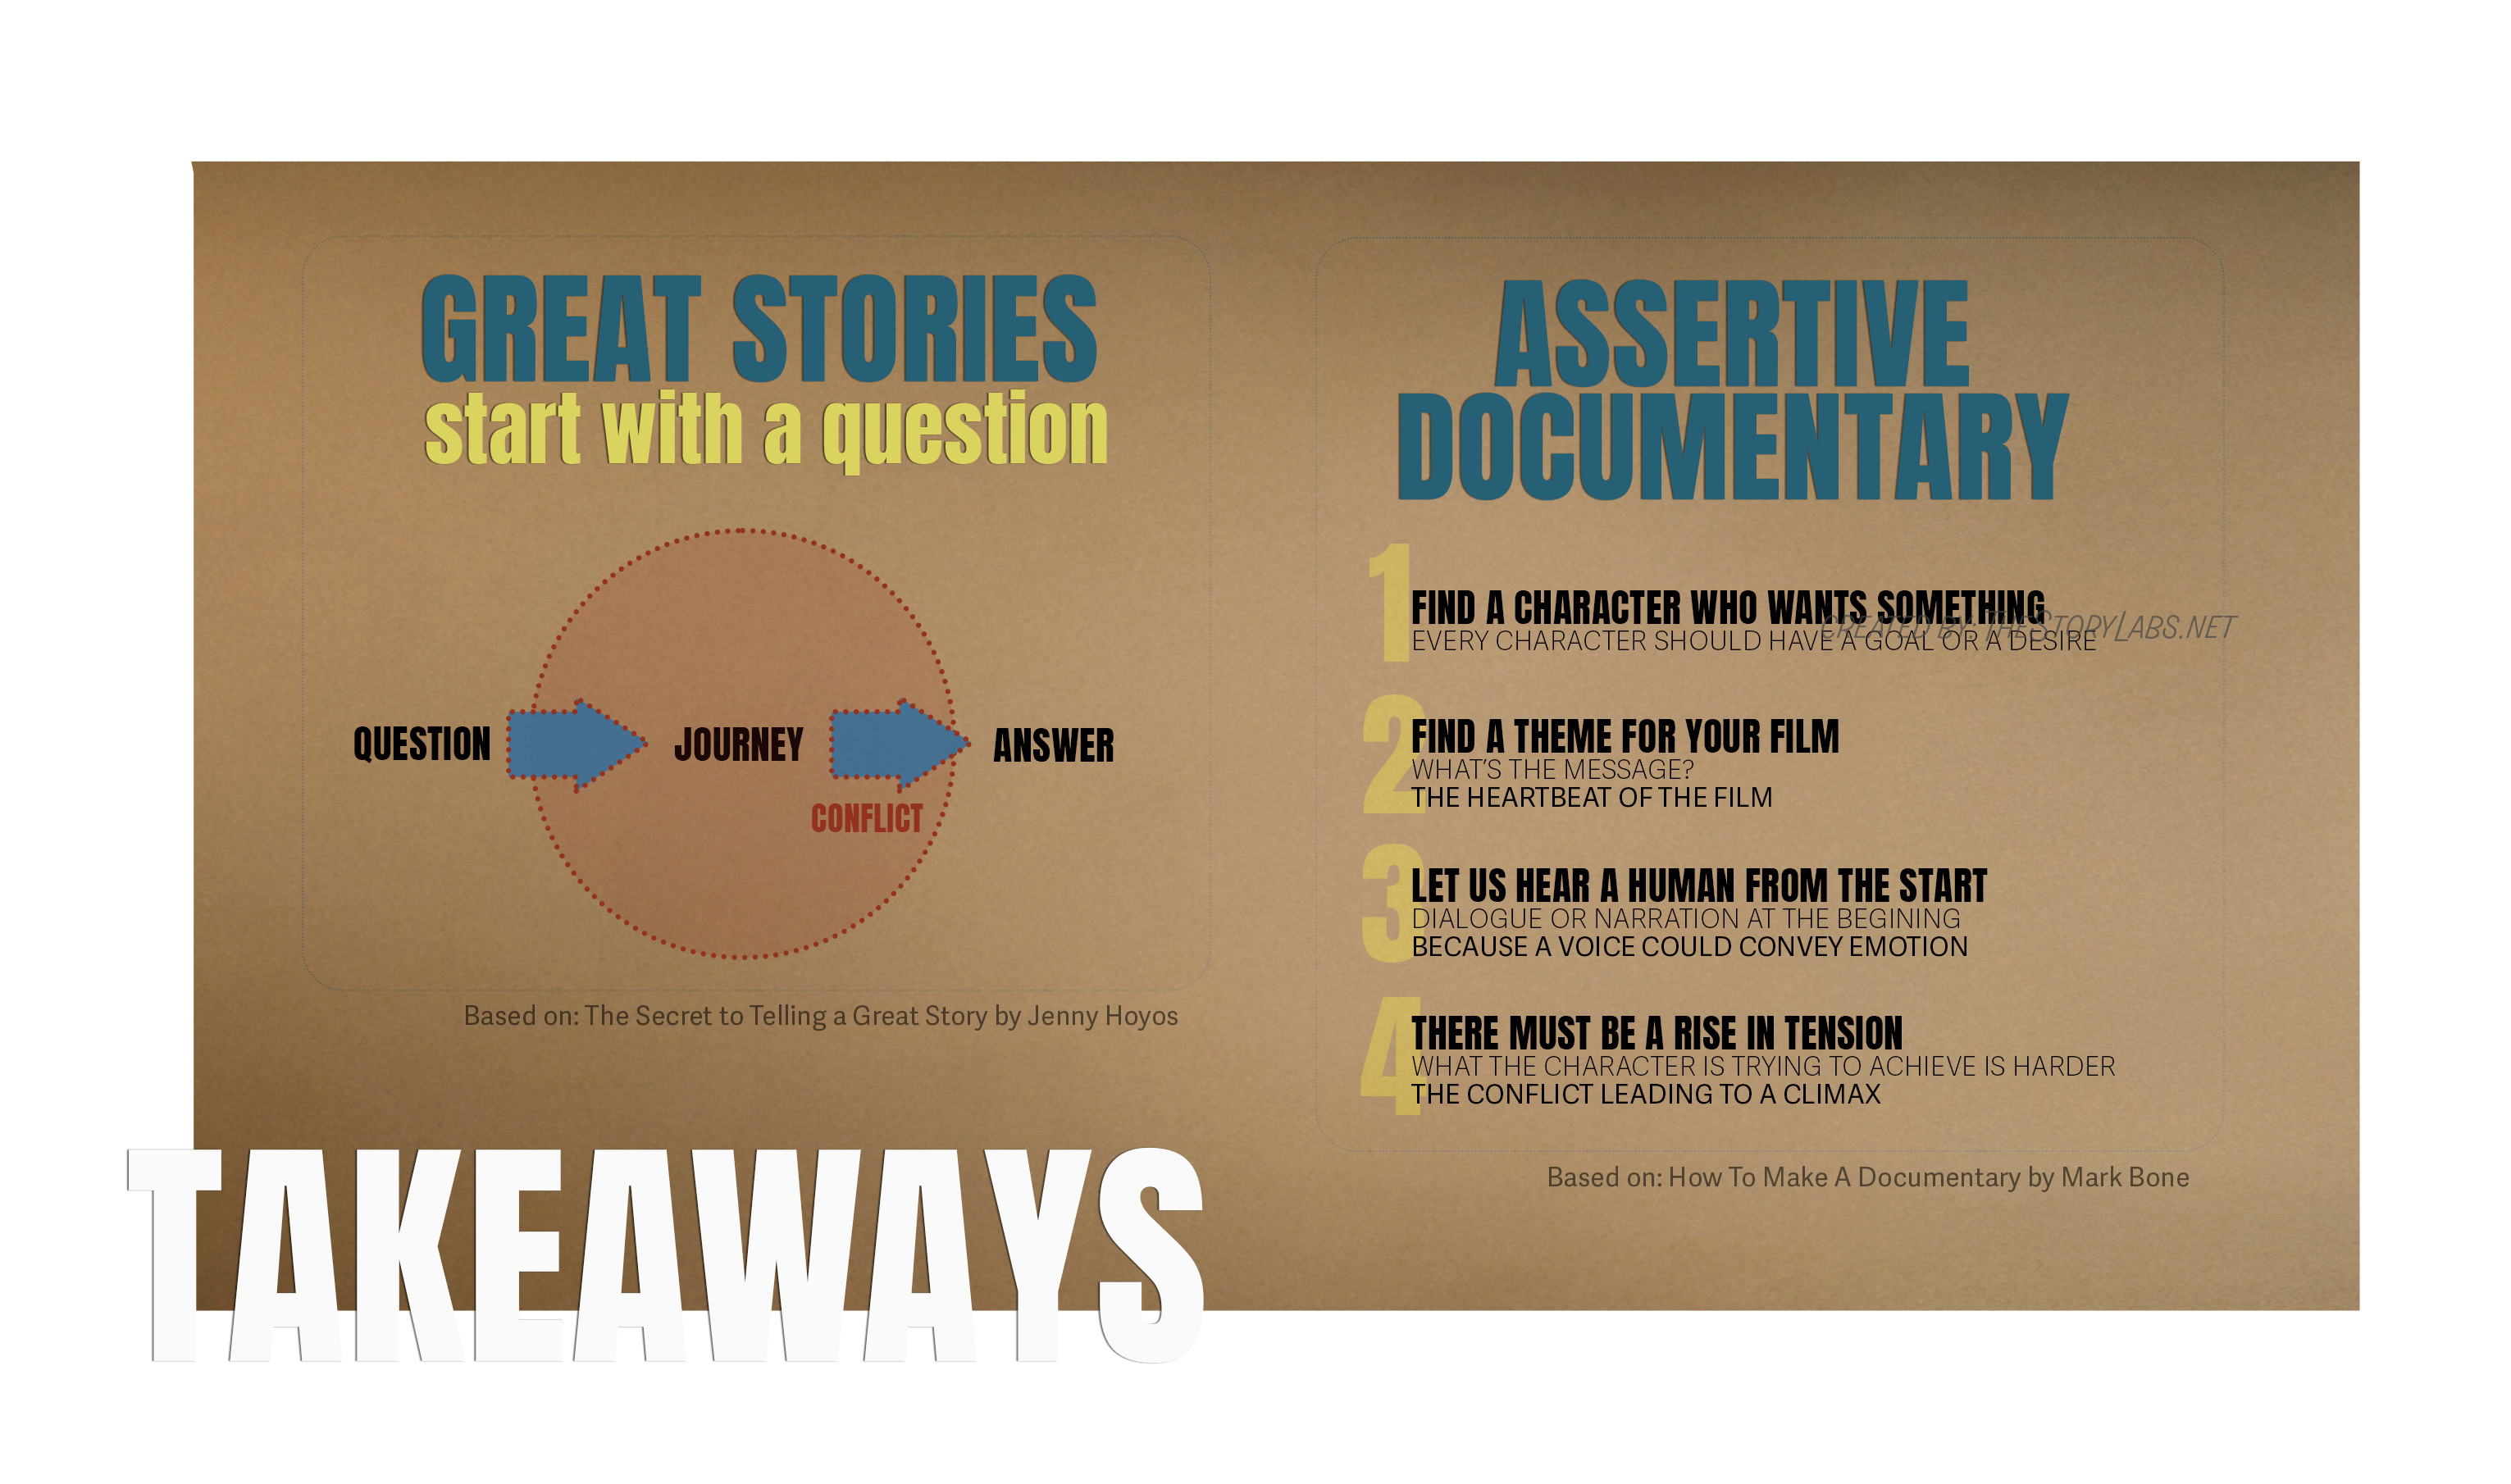 GREAT STORIES
start with a question
QUESTION
JOURNEY
ANSWER
CONFLICT
Based on: The Secret to Telling a Great Story by Jenny Hoyos
ASSERTIVE
DOCUMENTARY
1
FIND A CHARACTER WHO WANTS SOMETHING
CREATED BY: THESTORYLABS.NET
EVERY CHARACTER SHOULD HAVE A GOAL OR A DESIRE
2
FIND A THEME FOR YOUR FILM
WHAT'S THE MESSAGE?
THE HEARTBEAT OF THE FILM
3
LET US HEAR A HUMAN FROM THE START
DIALOGUE OR NARRATION AT THE BEGINING
BECAUSE A VOICE COULD CONVEY EMOTION
4
THERE MUST BE A RISE IN TENSION
WHAT THE CHARACTER IS TRYING TO ACHIEVE IS HARDER
THE CONFLICT LEADING TO A CLIMAX
Based on: How To Make A Documentary by Mark Bone
TAKEAWAYS